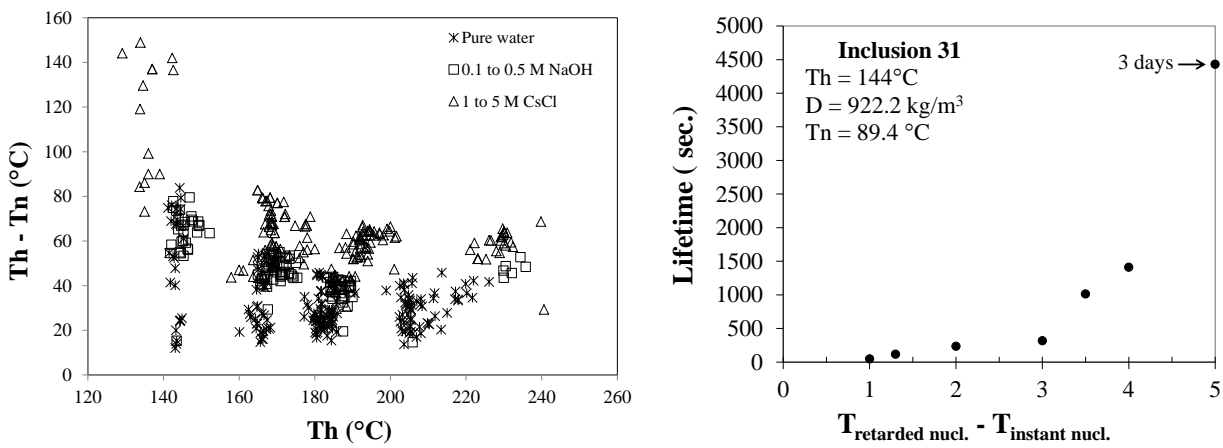 160
140
120
100
80
60
40
20
0
120
140
160
180
200
220
240
260
Th - Tn (°C)
Th (°C)
Pure water
0.1 to 0.5 M NaOH
1 to 5 M CsCl
5000
4500
4000
3500
3000
2500
2000
1500
1000
500
0
0
1
2
3
4
5
Lifetime ( sec.)
Inclusion 31
Th = 144°C
D = 922.2 kg/m³
Tn = 89.4 °C
3 days
T retarded nucl. - T instant nucl.